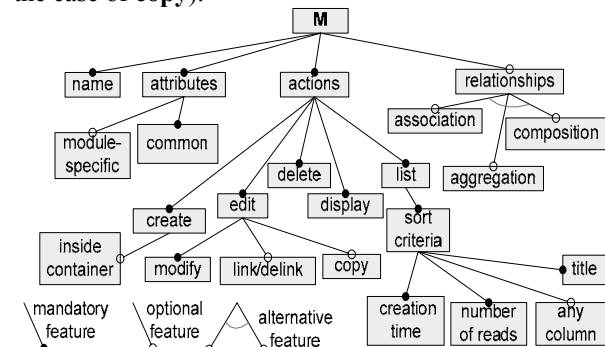 the case of copy).
M
name
attributes
actions
relationships
module-
specific
common
association
composition
aggregation
delete
list
create
edit
display
sort
criteria
inside
container
modify
link/delink
copy
title
creation
time
number
of reads
any
column
mandatory
feature
optional
feature
alternative
feature